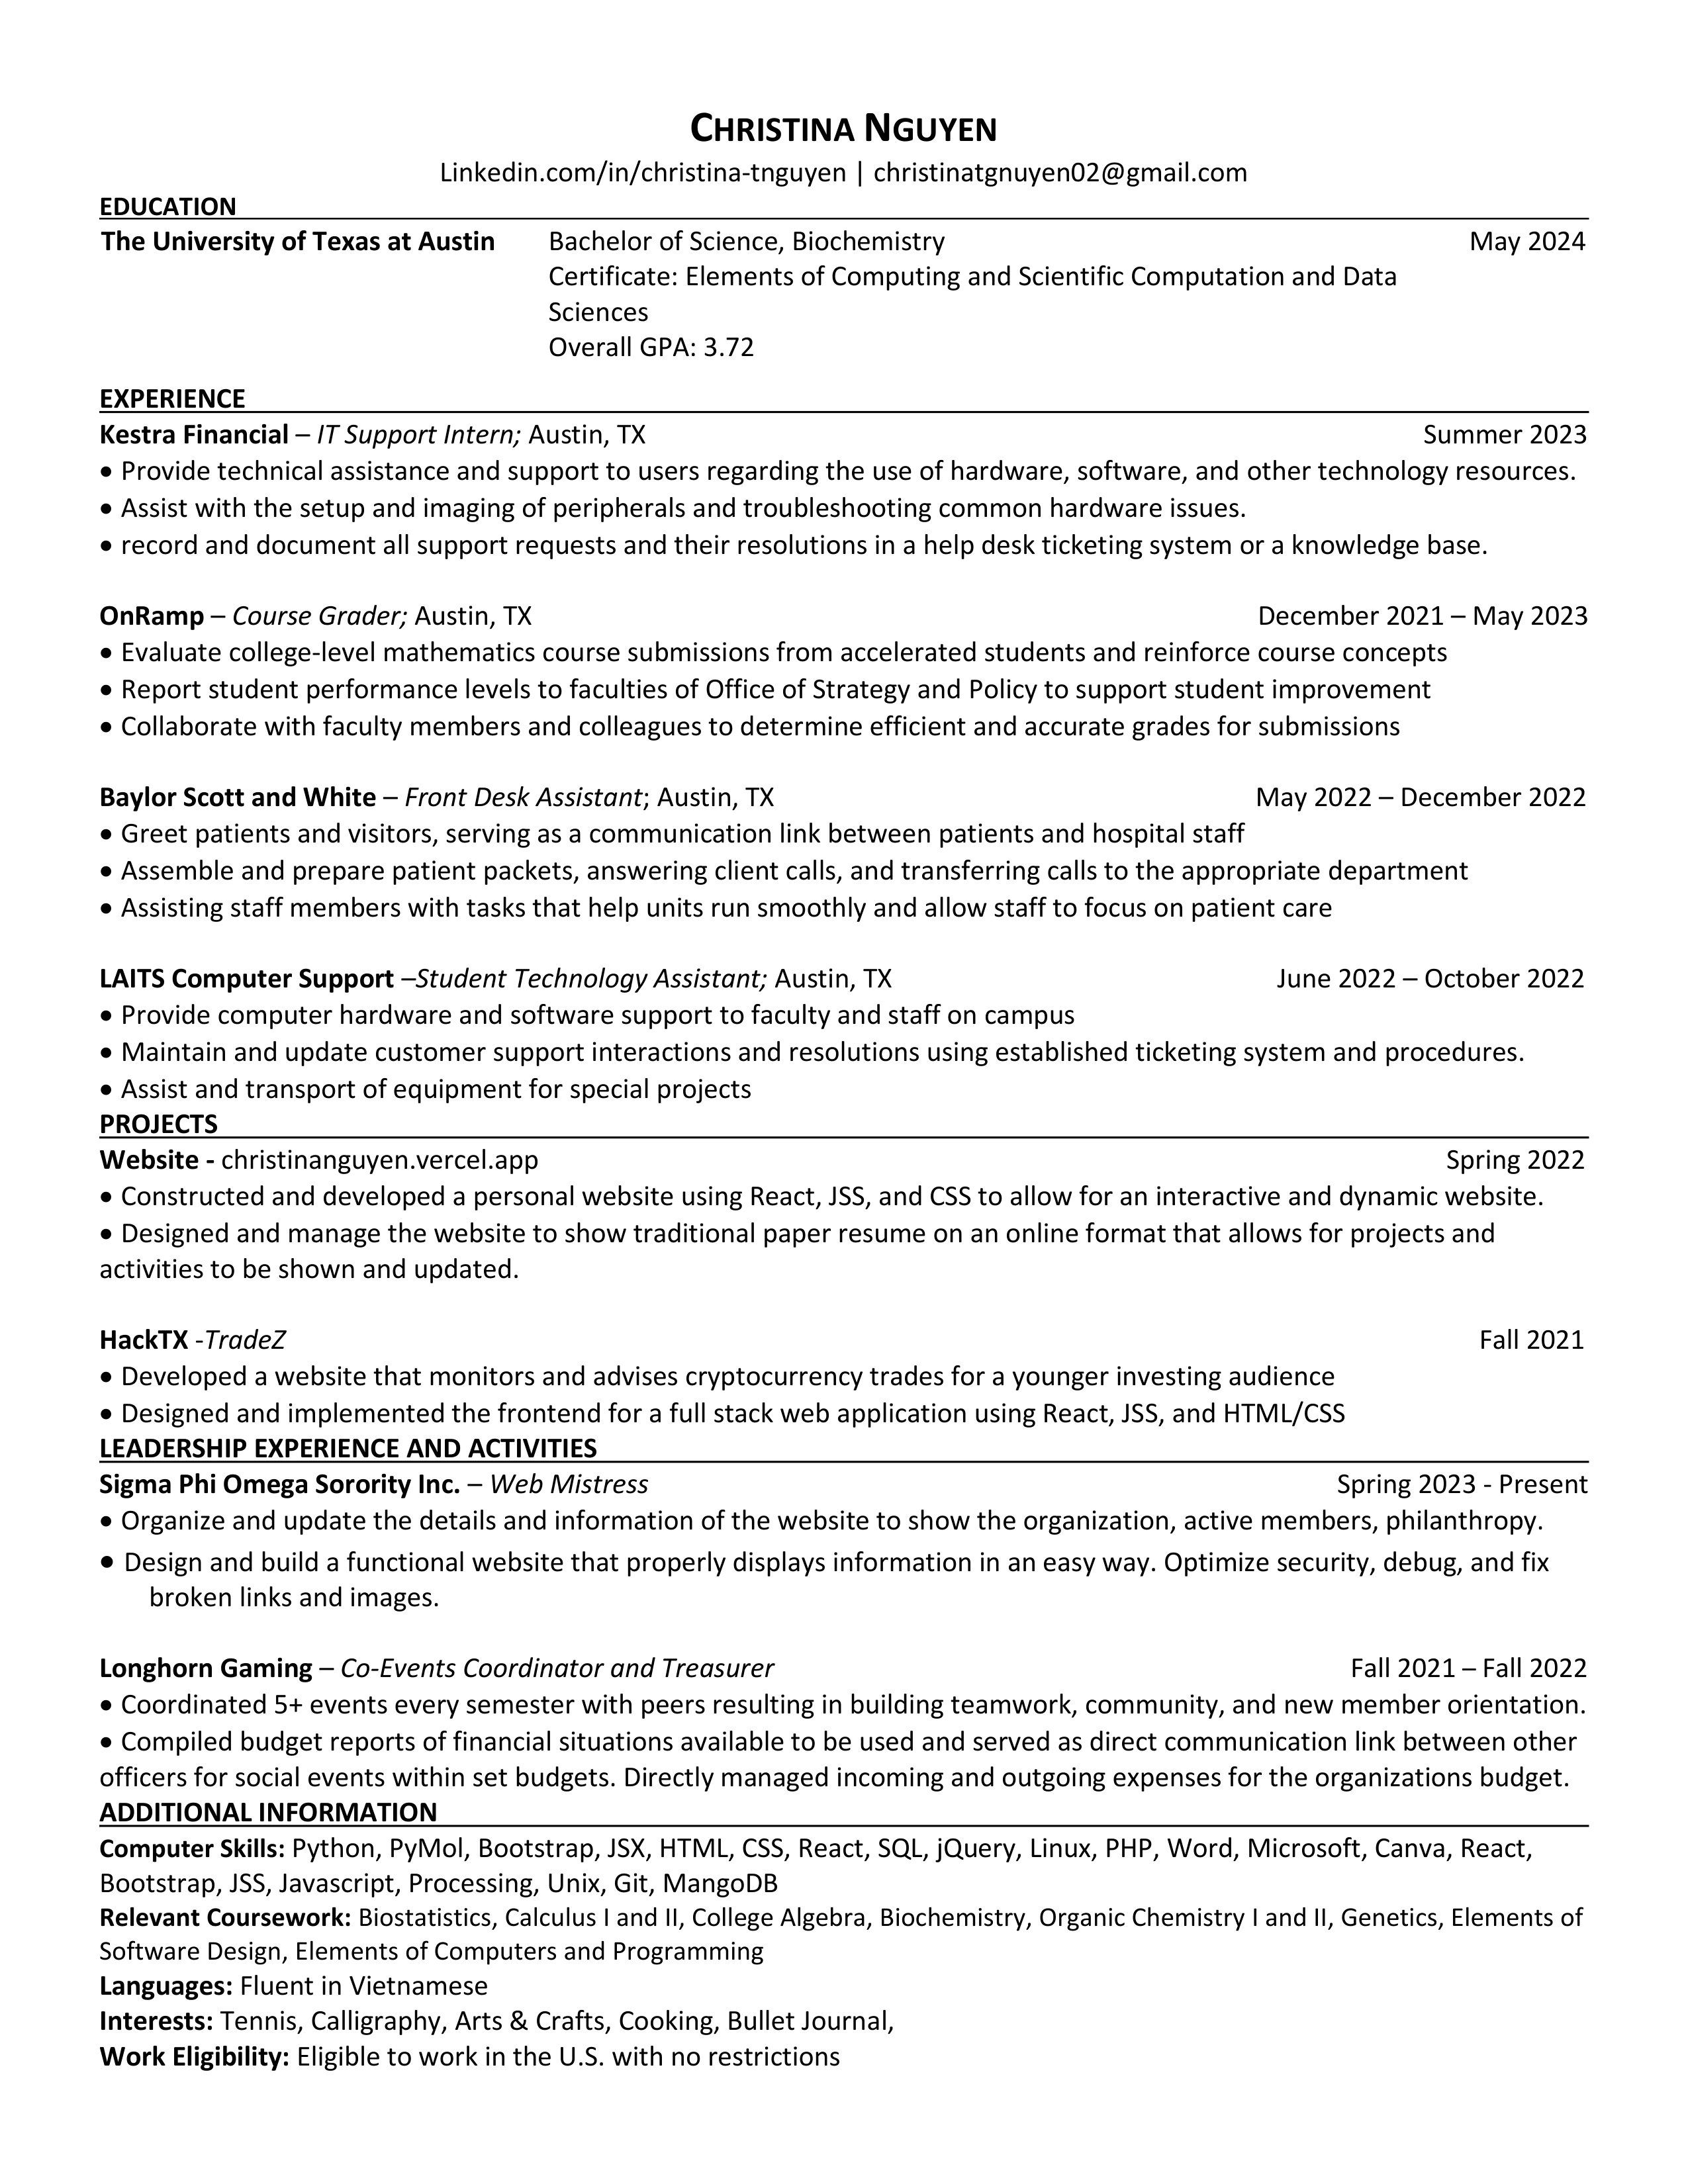 CHRISTINA NGUYEN
Linkedin.com/in/christina-tnguyen | christinatgnuyen02@gmail.com
EDUCATION
The University of Texas at Austin Bachelor of Science, Biochemistry May 2024
Certificate: Elements of Computing and Scientific Computation and Data
Sciences
Overall GPA: 3.72
EXPERIENCE
Kestra Financial – IT Support Intern; Austin, TX Summer 2023
• Provide technical assistance and support to users regarding the use of hardware, software, and other technology resources.
• Assist with the setup and imaging of peripherals and troubleshooting common hardware issues.
• record and document all support requests and their resolutions in a help desk ticketing system or a knowledge base.
OnRamp – Course Grader; Austin, TX December 2021 – May 2023
• Evaluate college-level mathematics course submissions from accelerated students and reinforce course concepts
• Report student performance levels to faculties of Office of Strategy and Policy to support student improvement
• Collaborate with faculty members and colleagues to determine efficient and accurate grades for submissions
Baylor Scott and White – Front Desk Assistant; Austin, TX May 2022 – December 2022
• Greet patients and visitors, serving as a communication link between patients and hospital staff
• Assemble and prepare patient packets, answering client calls, and transferring calls to the appropriate department
• Assisting staff members with tasks that help units run smoothly and allow staff to focus on patient care
LAITS Computer Support –Student Technology Assistant; Austin, TX June 2022 – October 2022
• Provide computer hardware and software support to faculty and staff on campus
• Maintain and update customer support interactions and resolutions using established ticketing system and procedures.
• Assist and transport of equipment for special projects
PROJECTS
Website - christinanguyen.vercel.app Spring 2022
• Constructed and developed a personal website using React, JSS, and CSS to allow for an interactive and dynamic website.
• Designed and manage the website to show traditional paper resume on an online format that allows for projects and
activities to be shown and updated.
HackTX -TradeZ Fall 2021
• Developed a website that monitors and advises cryptocurrency trades for a younger investing audience
• Designed and implemented the frontend for a full stack web application using React, JSS, and HTML/CSS
LEADERSHIP EXPERIENCE AND ACTIVITIES
Sigma Phi Omega Sorority Inc. – Web Mistress Spring 2023 - Present
• Organize and update the details and information of the website to show the organization, active members, philanthropy.
• Design and build a functional website that properly displays information in an easy way. Optimize security, debug, and fix
broken links and images.
Longhorn Gaming – Co-Events Coordinator and Treasurer Fall 2021 – Fall 2022
• Coordinated 5+ events every semester with peers resulting in building teamwork, community, and new member orientation.
• Compiled budget reports of financial situations available to be used and served as direct communication link between other
officers for social events within set budgets. Directly managed incoming and outgoing expenses for the organizations budget.
ADDITIONAL INFORMATION
Computer Skills: Python, PyMol, Bootstrap, JSX, HTML, CSS, React, SQL, jQuery, Linux, PHP, Word, Microsoft, Canva, React,
Bootstrap, JSS, Javascript, Processing, Unix, Git, MangoDB
Relevant Coursework: Biostatistics, Calculus I and II, College Algebra, Biochemistry, Organic Chemistry I and II, Genetics, Elements of
Software Design, Elements of Computers and Programming
Languages: Fluent in Vietnamese
Interests: Tennis, Calligraphy, Arts & Crafts, Cooking, Bullet Journal,
Work Eligibility: Eligible to work in the U.S. with no restrictions